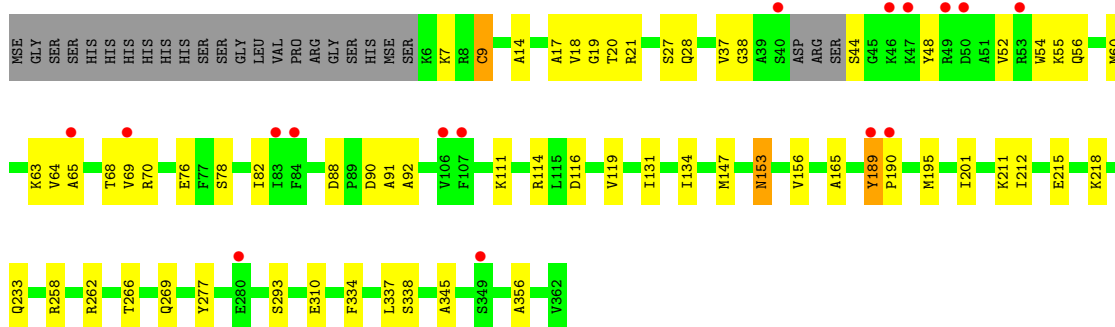 MSE GLY SER SER HIS HIS HIS HIS HIS HIS SER SER GLY LEU VAL PRO ARG GLY SER HIS MSE SER K6 K7 R8 C9 A14 A17 V18 G19 T20 R21 S27 Q28 V37 G38 A39 S40 ASP ARG SER S44 G45 K46 K47 Y48 R49 D50 A51 V52 R53 W54 K55 Q56
K63 V64 A65 T68 V69 R70 E76 F77 S78 I82 I83 F84 D88 P89 D90 A91 A92 V106 F107 K111 R114 L115 D116 V119 I131 I134 M147 N153 V156 A165 Y189 P190 M195 I201 K211 I212 E215 K218
Q233 R258 R262 T266 Q269 Y277 E280 S293 E310 F334 L337 S338 A345 S349 A356 V362